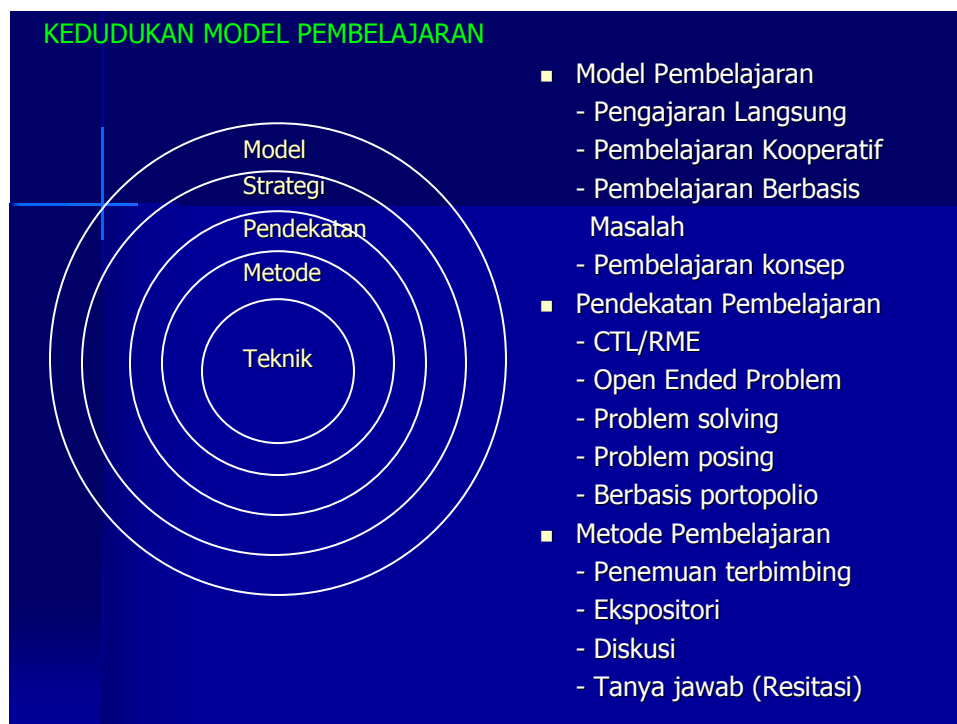 KEDUDUKAN MODEL PEMBELAJARAN
Model
Strategi
Pendekatan
Metode
Teknik
Model Pembelajaran
- Pengajaran Langsung
- Pembelajaran Kooperatif
- Pembelajaran Berbasis
Masalah
- Pembelajaran konsep
Pendekatan Pembelajaran
- CTL/RME
- Open Ended Problem
- Problem solving
- Problem posing
- Berbasis portopolio
Metode Pembelajaran
- Penemuan terbimbing
- Ekspositori
- Diskusi
- Tanya jawab (Resitasi)